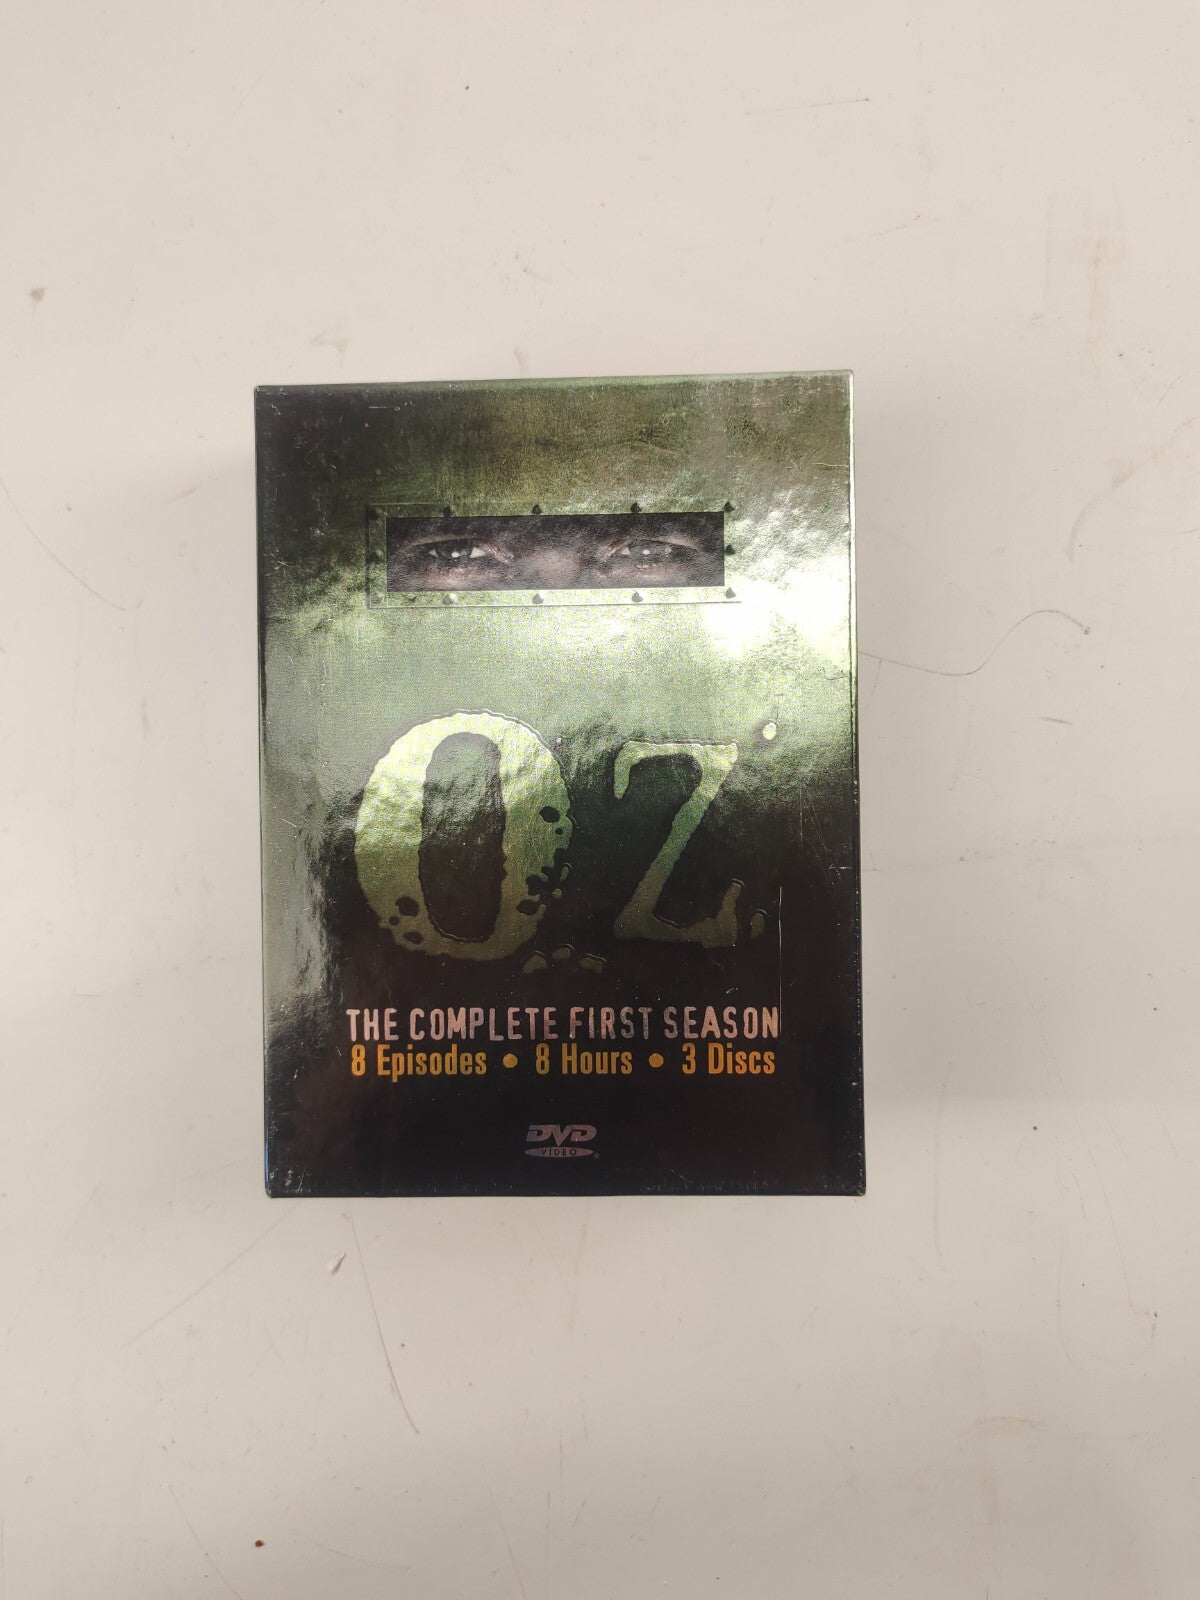 OZ
THE COMPLETE FIRST SEASON
8 Episodes • 8 Hours • 3 Discs
DVD
VIDEO